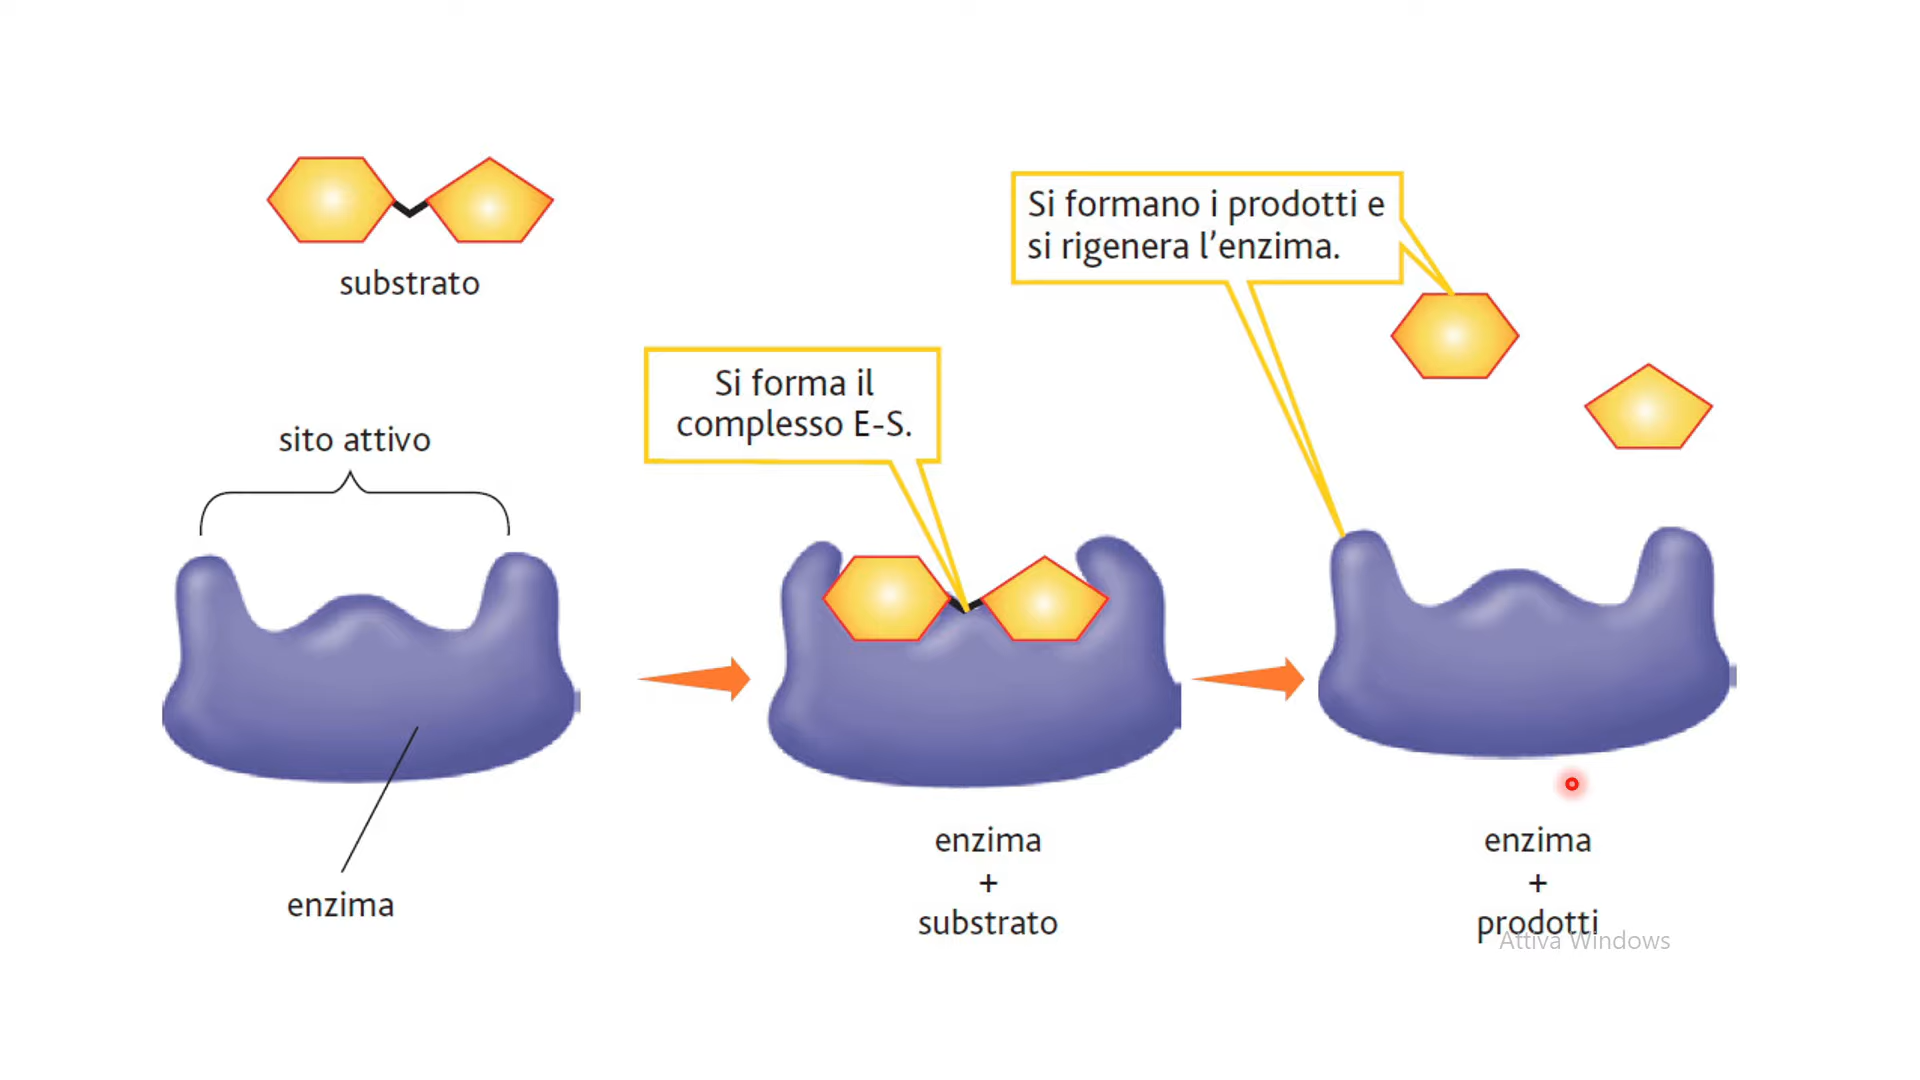 substrato
sito attivo
enzima
Si forma il
complesso E-S.
enzima
+
substrato
Si formano i prodotti e
si rigenera l’enzima.
enzima
+
prodotti
Attiva Windows